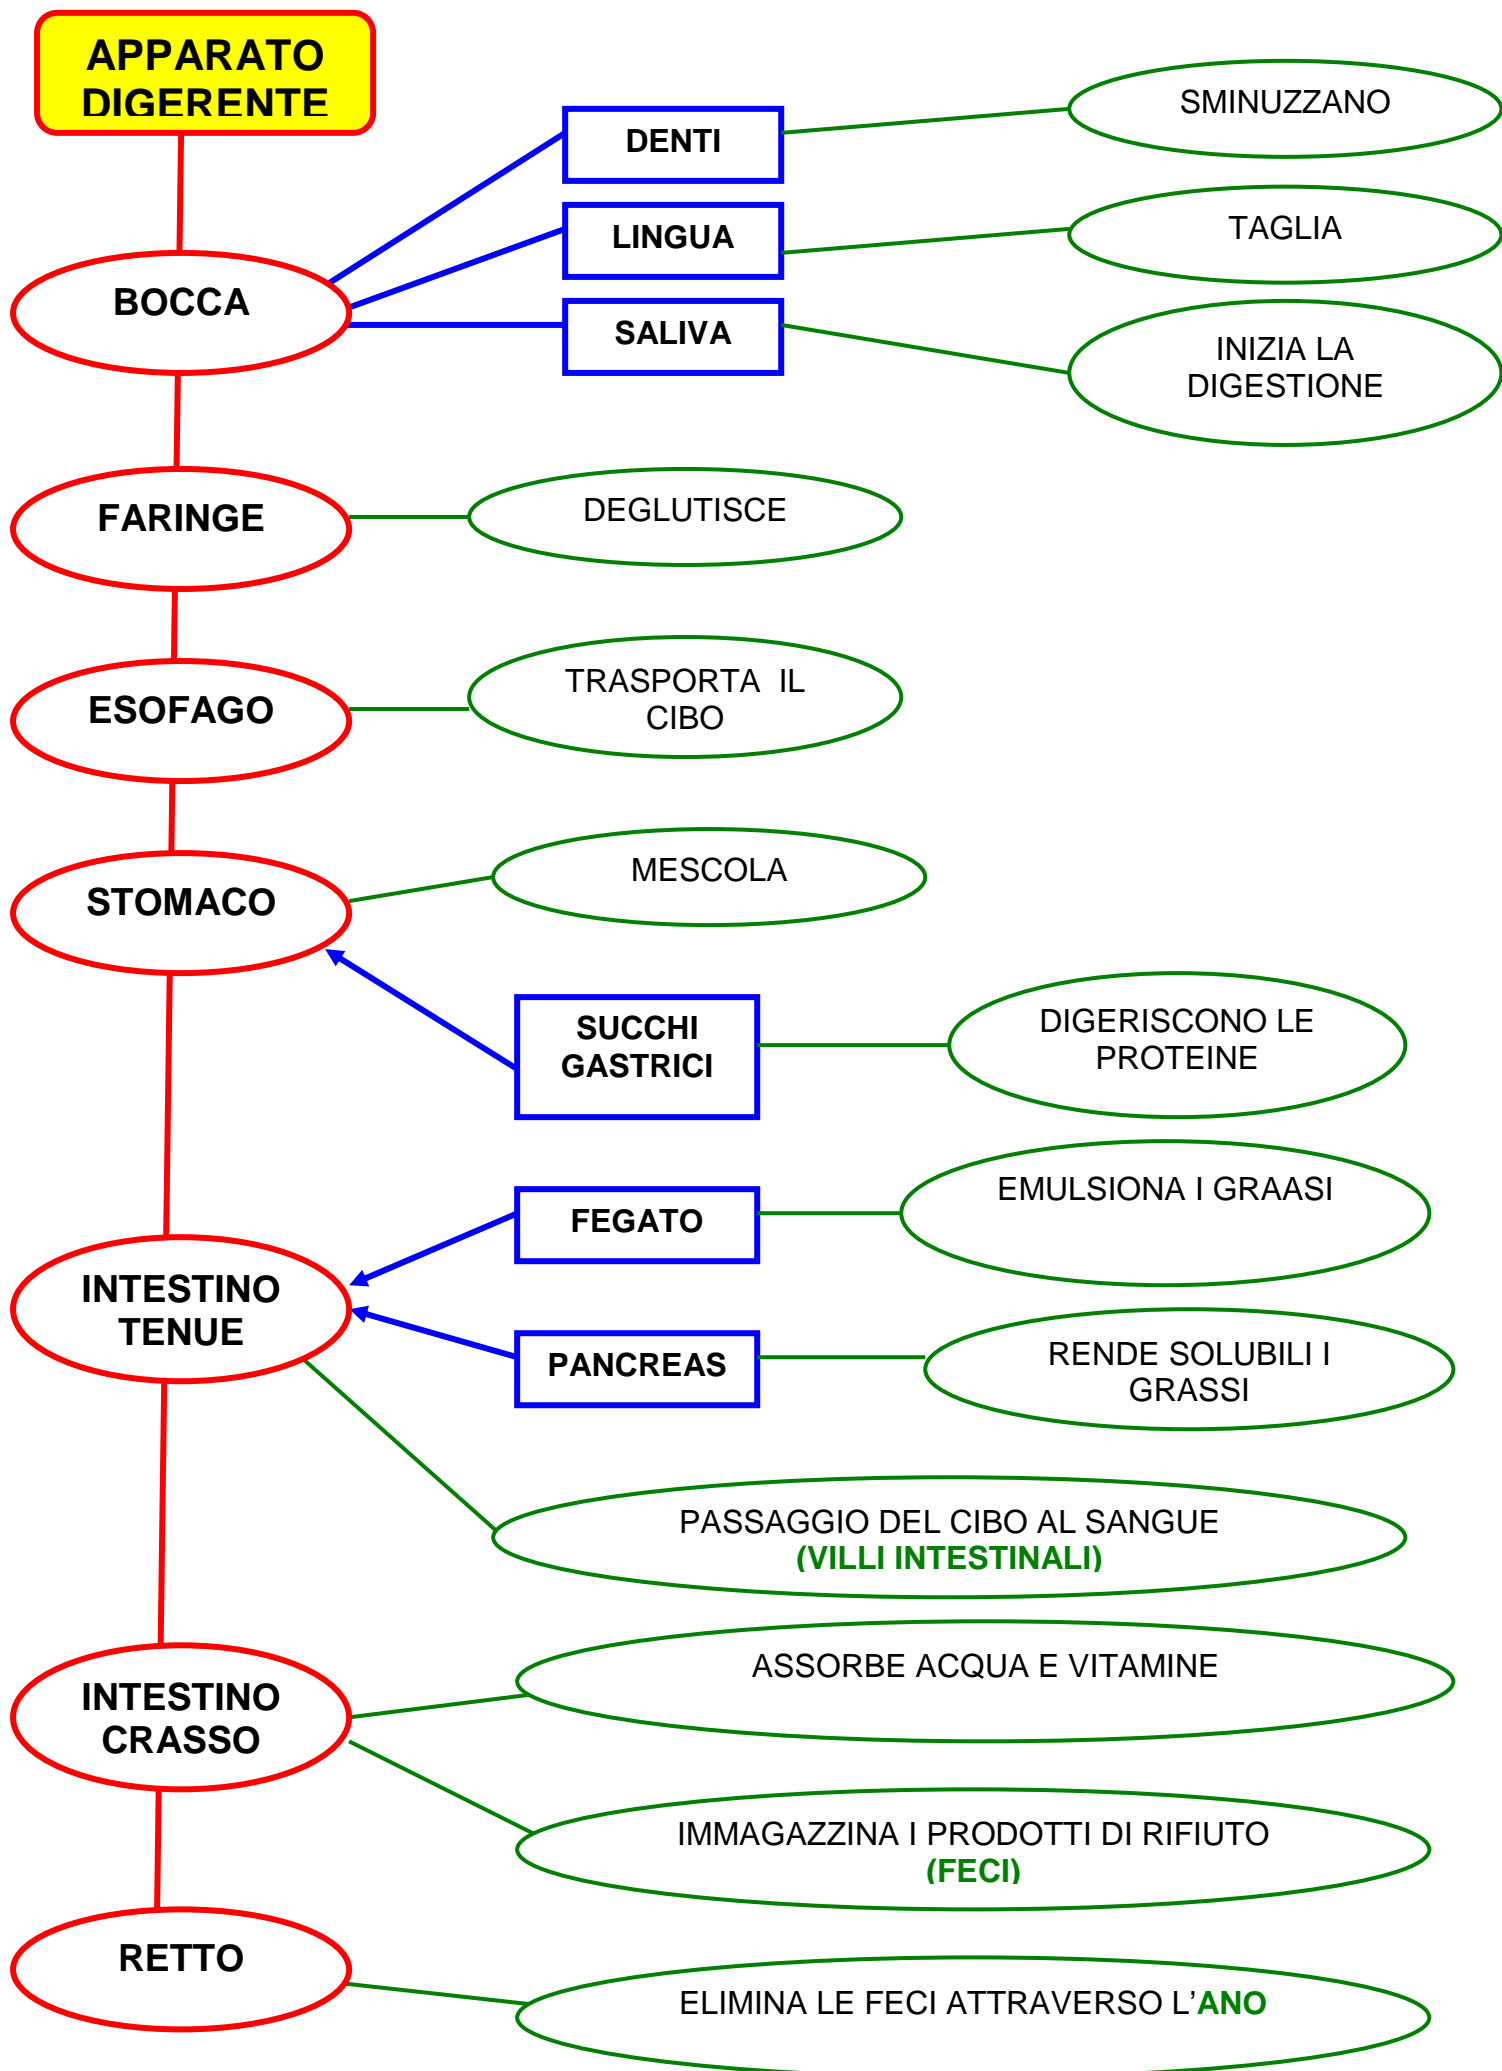 APPARATO
DIGERENTE
DENTI
SMINUZZANO
LINGUA
TAGLIA
BOCCA
SALIVA
INIZIA LA
DIGESTIONE
FARINGE
DEGLUTISCE
ESOFAGO
TRASPORTA IL
CIBO
STOMACO
MESCOLA
SUCCHI
GASTRICI
DIGERISCONO LE
PROTEINE
FEGATO
EMULSIONA I GRAASI
INTESTINO
TENUE
PANCREAS
RENDE SOLUBILI I
GRASSI
PASSAGGIO DEL CIBO AL SANGUE
(VILLI INTESTINALI)
INTESTINO
CRASSO
ASSORBE ACQUA E VITAMINE
IMMAGAZZINA I PRODOTTI DI RIFIUTO
(FECI)
RETTO
ELIMINA LE FECI ATTRAVERSO L’ANO